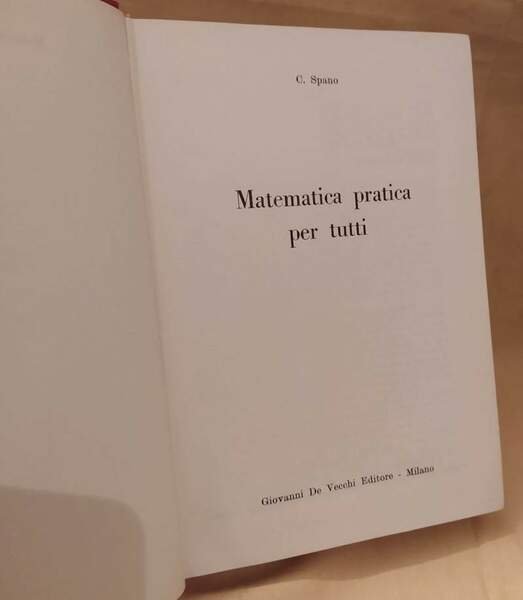 C. Spano
Matematica pratica
per tutti
Giovanni De Vecchi Editore - Milano